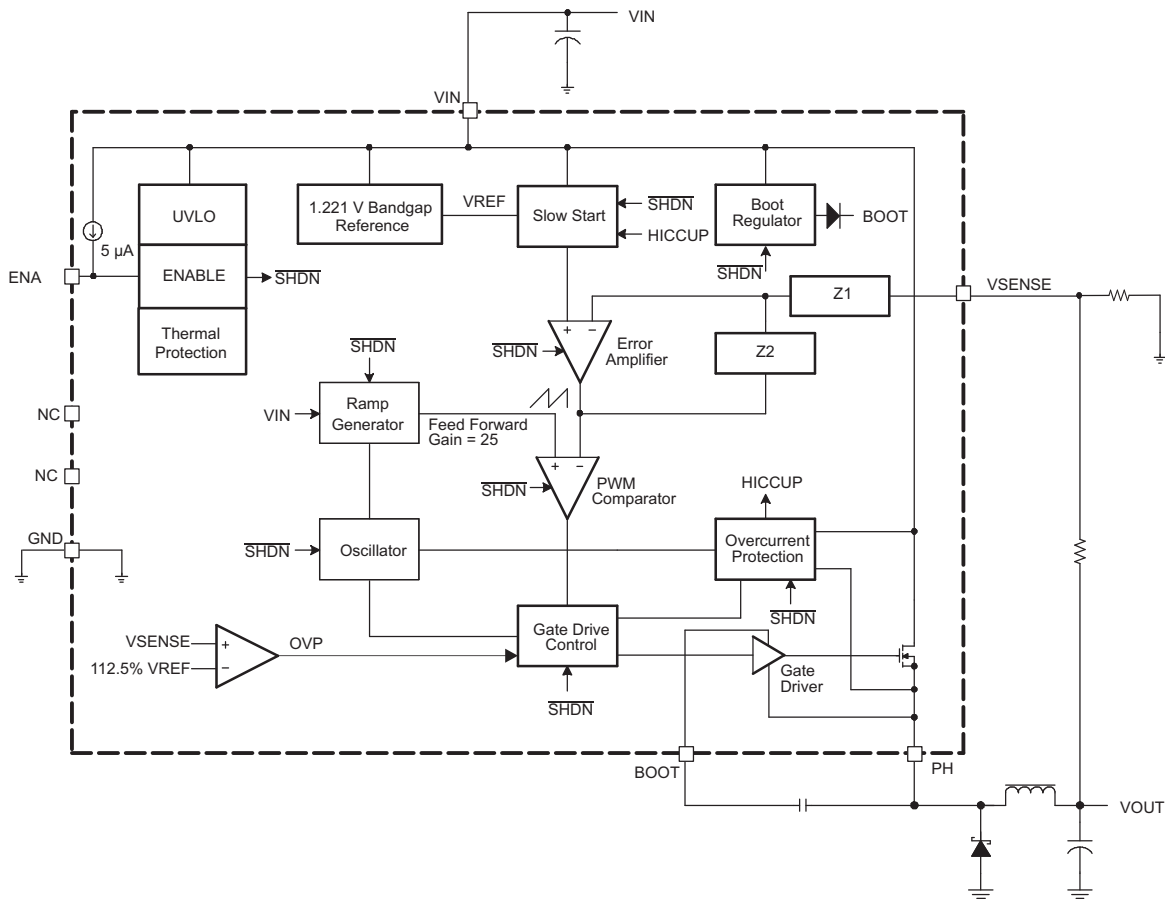 VIN
VIN
UVLO
1.221 V Bandgap
Reference
VREF
Slow Start
SHDN
HICCUP
Boot
Regulator
BOOT
5 µA
ENA
ENABLE
SHDN
SHDN
Z1
VSENSE
Thermal
Protection
SHDN
+ −
Error
Amplifier
Z2
SHDN
NC
VIN
Ramp
Generator
Feed Forward
Gain = 25
+ −
NC
SHDN
PWM
Comparator
HICCUP
GND
SHDN
Oscillator
Overcurrent
Protection
SHDN
VSENSE
+
OVP
112.5% VREF
−
Gate Drive
Control
SHDN
Gate
Driver
BOOT
PH
VOUT